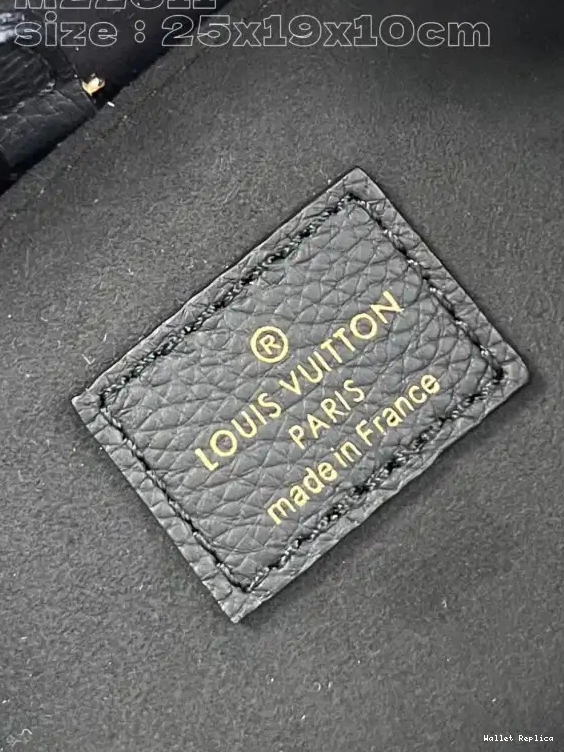 size : 25x19x10cm
®
LOUIS VUITTON
PARIS
made in France
Wallet Replica